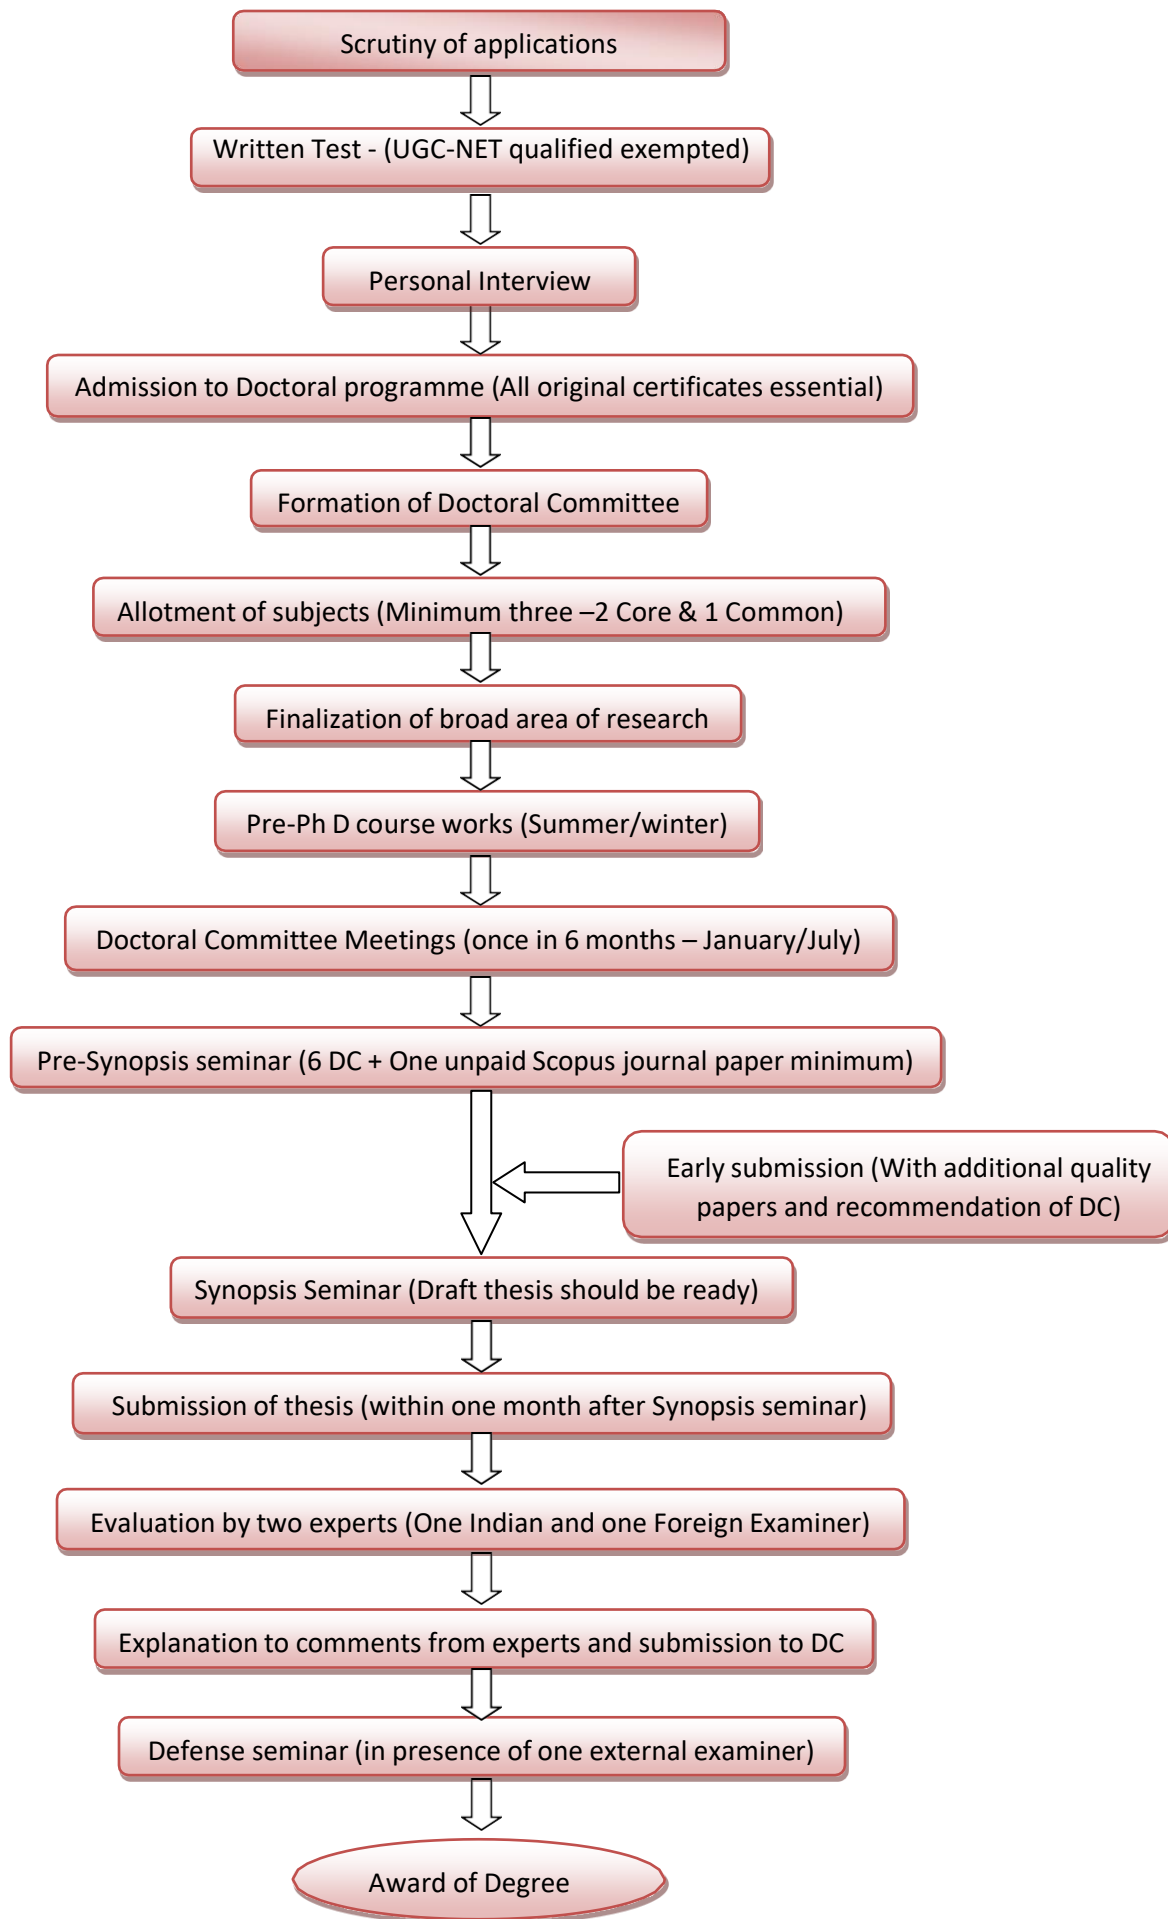 Scrutiny of applications
Written Test - (UGC-NET qualified exempted)
Personal Interview
Admission to Doctoral programme (All original certificates essential)
Formation of Doctoral Committee
Allotment of subjects (Minimum three –2 Core & 1 Common)
Finalization of broad area of research
Pre-Ph D course works (Summer/winter)
Doctoral Committee Meetings (once in 6 months – January/July)
Pre-Synopsis seminar (6 DC + One unpaid Scopus journal paper minimum)
Early submission (With additional quality
papers and recommendation of DC)
Synopsis Seminar (Draft thesis should be ready)
Submission of thesis (within one month after Synopsis seminar)
Evaluation by two experts (One Indian and one Foreign Examiner)
Explanation to comments from experts and submission to DC
Defense seminar (in presence of one external examiner)
Award of Degree